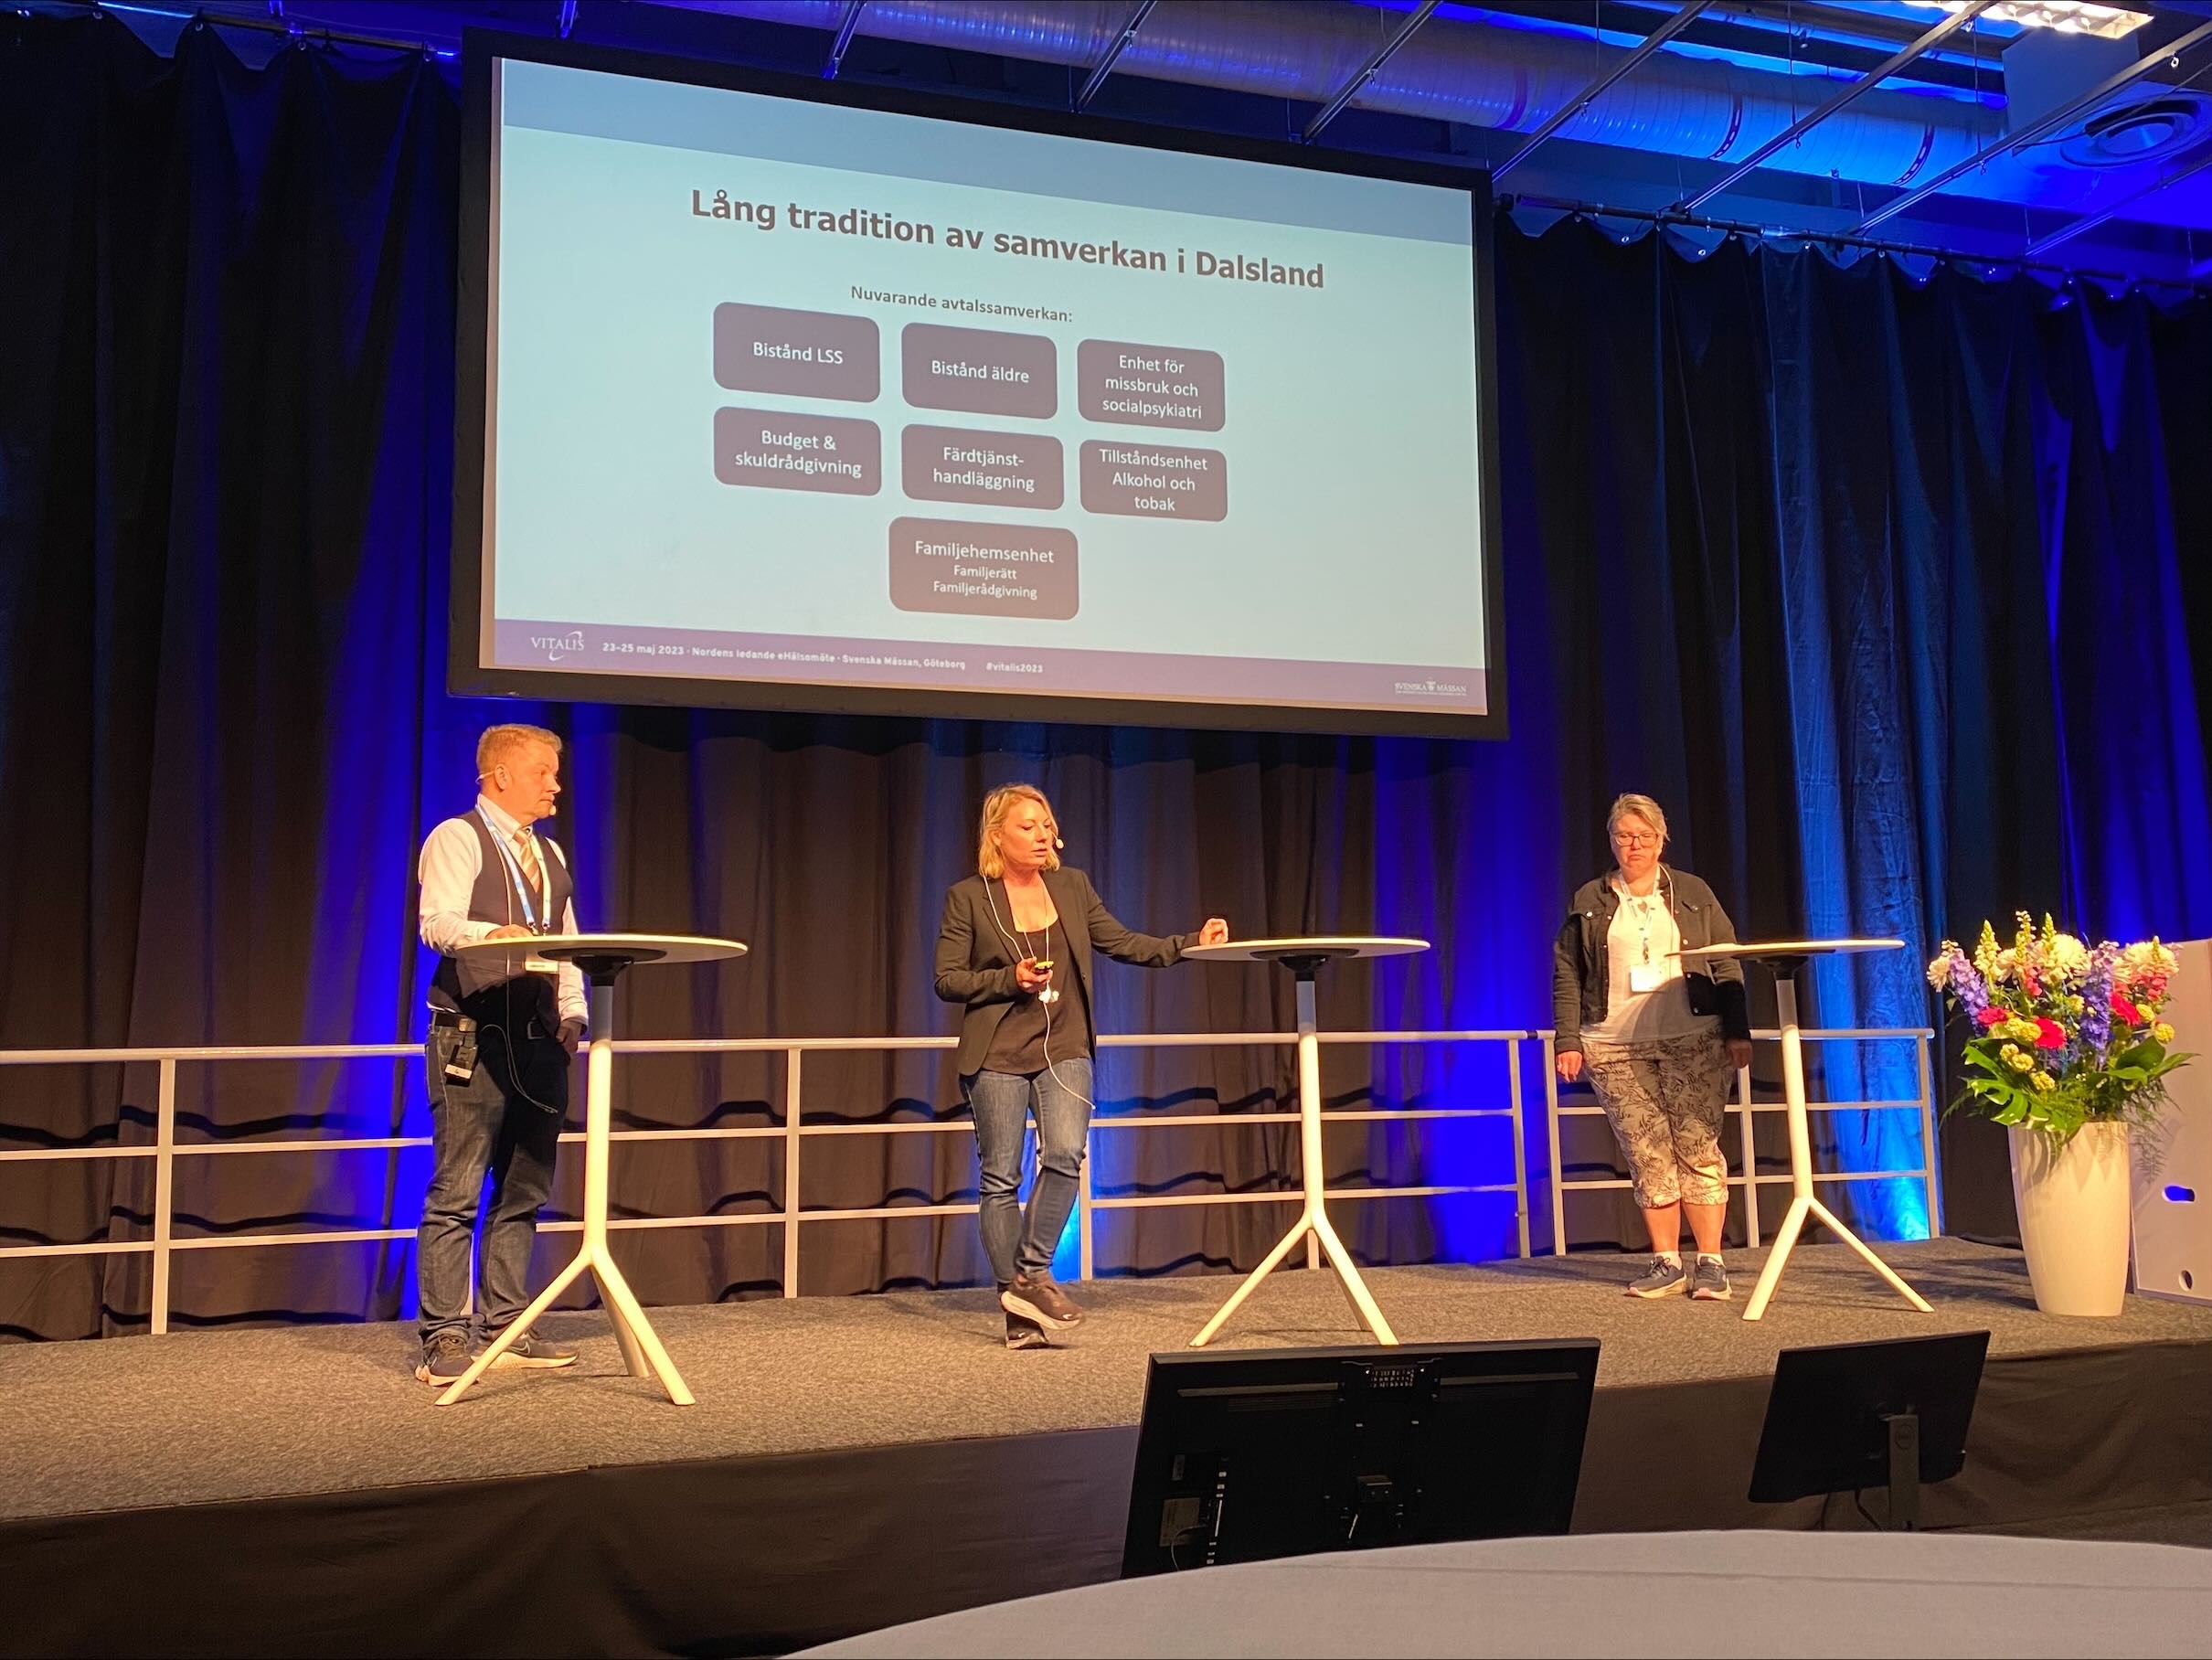 Lång tradition av samverkan i Dalsland
Nuvarande avtalssamverkan:
Bistånd LSS
Bistånd äldre
Enhet för
missbruk och
socialpsykiatri
Budget &
skuldrådgivning
Färdtjänst-
handläggning
Tillståndsenhet
Alkohol och
tobak
Familjehemsenhet
Familjerätt
Familjerådgivning
VITALIS
23-25 maj 2023 · Nordens ledande eHälsomöte · Svenska Mässan, Göteborg #vitalis2023
SVENSKA MÄSSAN